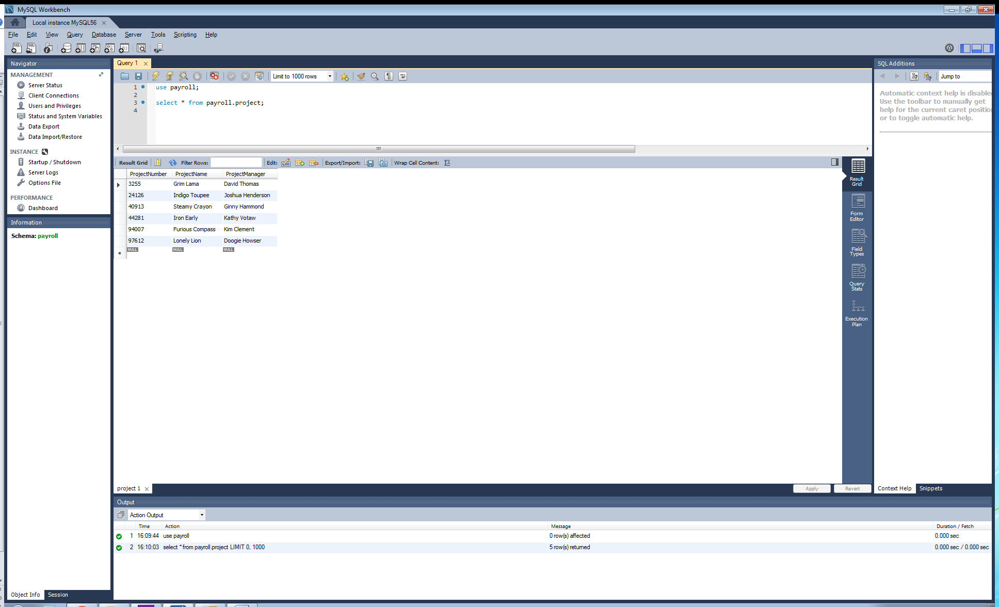 MySQL Workbench
Local instance MySQL56
File Edit View Query Database Server Tools Scripting Help
Navigator
MANAGEMENT
Server Status
Client Connections
Users and Privileges
Status and System Variables
Data Export
Data Import/Restore
INSTANCE
Startup / Shutdown
Server Logs
Options File
PERFORMANCE
Dashboard
Information
Schema: payroll
Object Info Session
Query 1
Limit to 1000 rows
1 use payroll;
2
3 select * from payroll.project;
4
Result Grid Filter Rows: Edit: Export/Import: Wrap Cell Content:
ProjectNumber ProjectName ProjectManager
3255 Grim Lama David Thomas
24126 Indigo Toupee Joshua Henderson
40913 Steamy Crayon Ginny Hammond
44281 Iron Early Kathy Votaw
94007 Furious Compass Kim Clement
97612 Lonely Lion Doogie Howser
NULL NULL NULL
Result
Grid
Form
Editor
Field
Types
Query
Stats
Execution
Plan
project 1 Apply Revert
SQL Additions
Jump to
Automatic context help is disable
Use the toolbar to manually get
help for the current caret positio
or to toggle automatic help.
Context Help Snippets
Output
Action Output
Time Action Message Duration / Fetch
1 16:09:44 use payroll 0 row(s) affected 0.000 sec
2 16:10:03 select * from payroll.project LIMIT 0, 1000 5 row(s) returned 0.000 sec / 0.000 sec